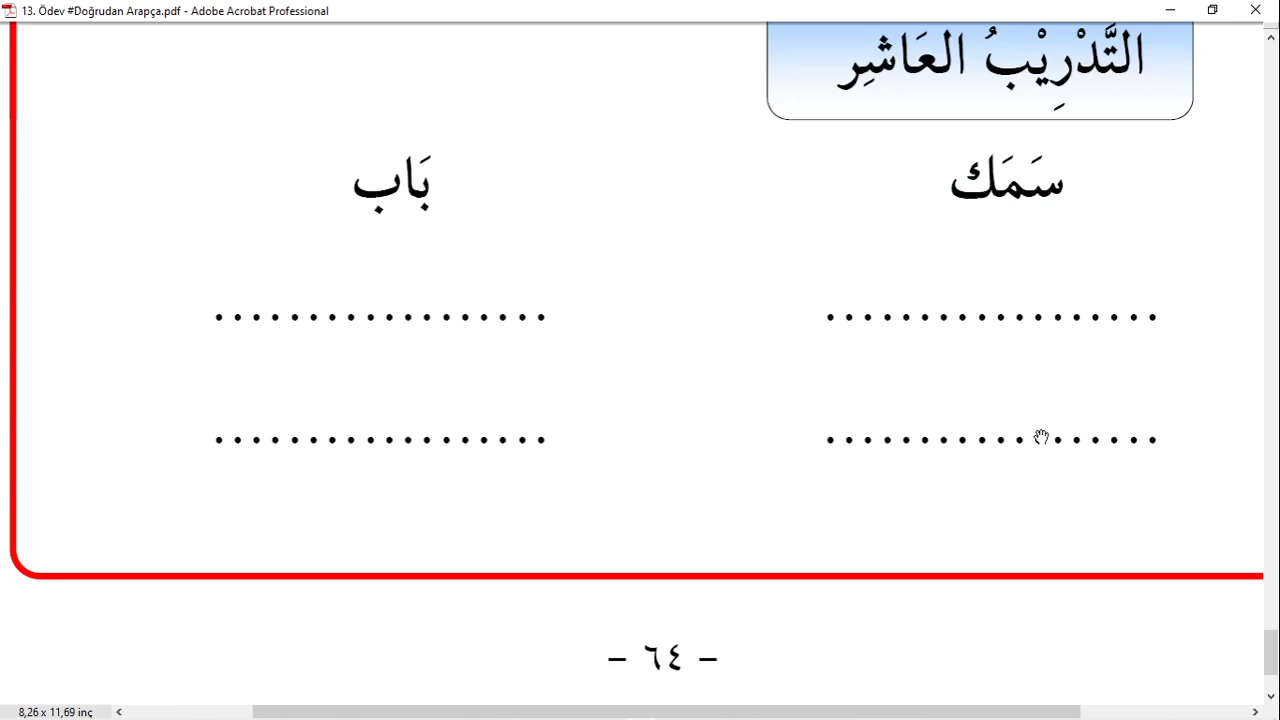 13. Ödev #Doğrudan Arapça.pdf - Adobe Acrobat Professional
التَّدْرِيْبُ العَاشِر
سَمَك
بَاب
..................
..................
..................
..................
- ٦٤ -
8,26 x 11,69 inç